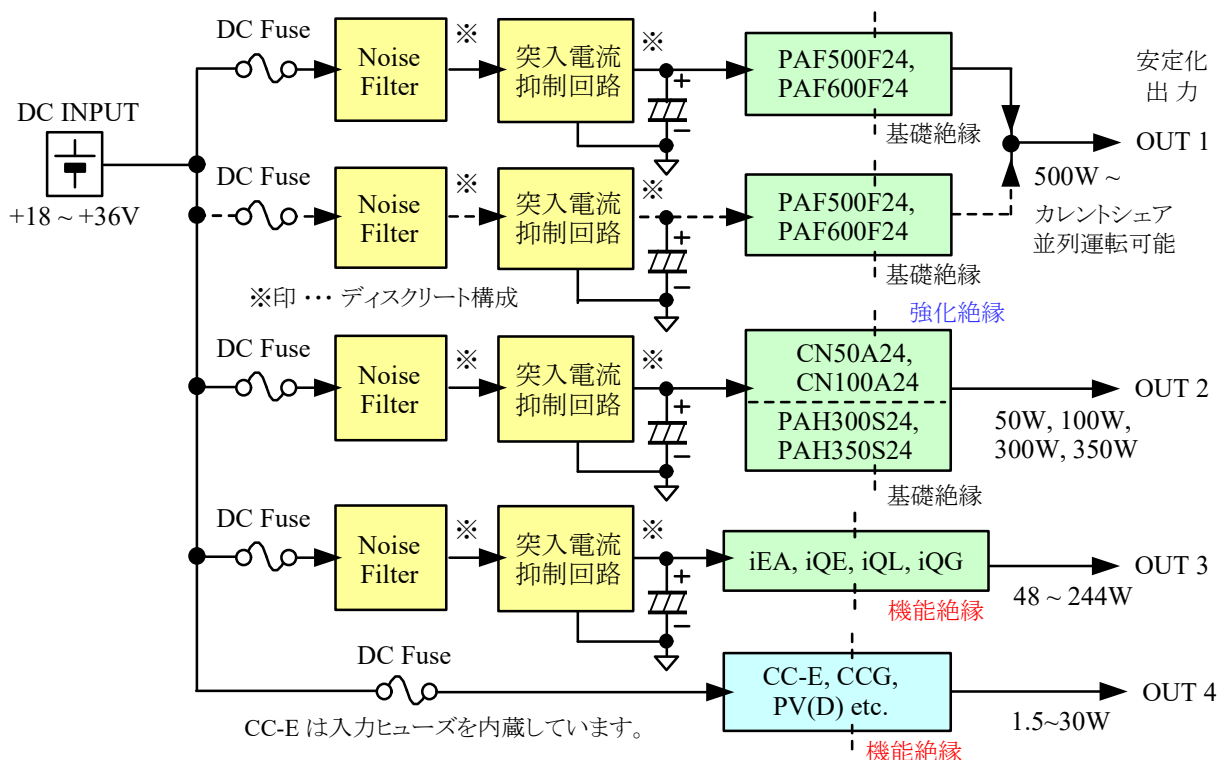 DC Fuse
Noise
Filter
※
突入電流
抑制回路
※
+
−
PAF500F24,
PAF600F24
基礎絶縁
安定化
出 力
OUT 1
500W ~
カレントシェア
並列運転可能
DC INPUT
+18 ~ +36V
DC Fuse
Noise
Filter
※
突入電流
抑制回路
※
+
−
PAF500F24,
PAF600F24
基礎絶縁
※印 ··· ディスクリート構成
強化絶縁
DC Fuse
Noise
Filter
※
突入電流
抑制回路
※
+
−
CN50A24,
CN100A24
PAH300S24,
PAH350S24
基礎絶縁
OUT 2
50W, 100W,
300W, 350W
DC Fuse
Noise
Filter
※
突入電流
抑制回路
※
+
−
iEA, iQE, iQL, iQG
機能絶縁
OUT 3
48 ~ 244W
DC Fuse
CC-E は入力ヒューズを内蔵しています。
CC-E, CCG,
PV(D) etc.
機能絶縁
OUT 4
1.5~30W